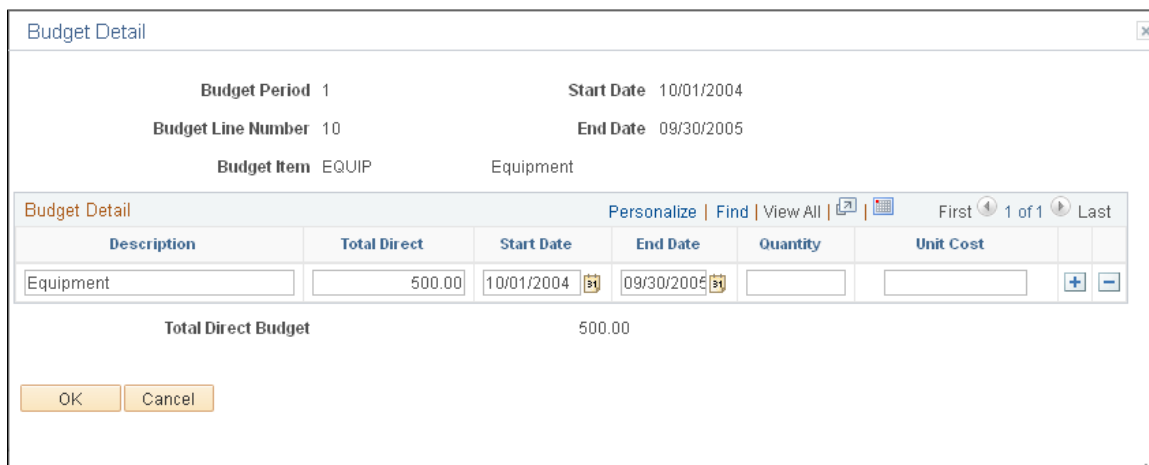 Budget Detail
Budget Period 1 Start Date 10/01/2004
Budget Line Number 10 End Date 09/30/2005
Budget Item EQUIP Equipment
Budget Detail Personalize | Find | View All | | First 1 of 1 Last
Description Total Direct Start Date End Date Quantity Unit Cost
Equipment 500.00 10/01/2004 31 09/30/2005 31
Total Direct Budget 500.00
OK Cancel